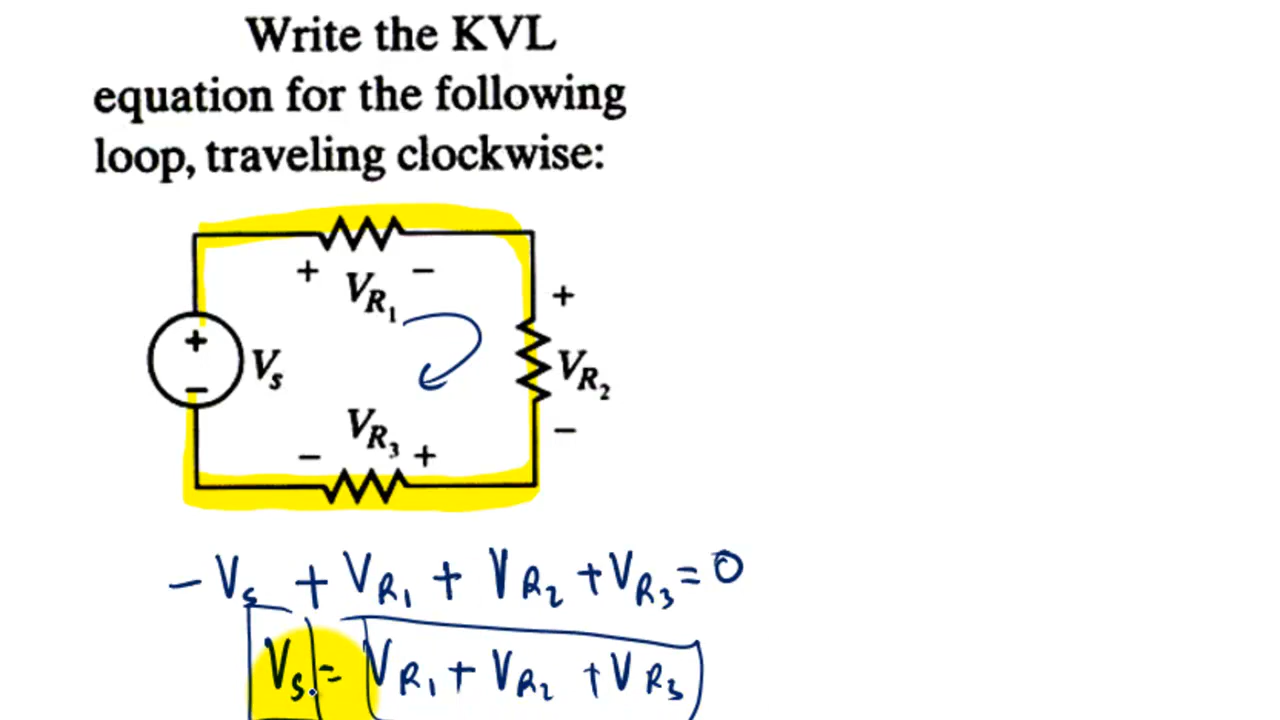 Write the KVL
equation for the following
loop, traveling clockwise:
+ V_R₁ −
+
+ V_s
V_R₂
−
V_R₃
− +
−
− V_s + V_R₁ + V_R₂ + V_R₃ = 0
V_s = V_R₁ + V_R₂ + V_R₃